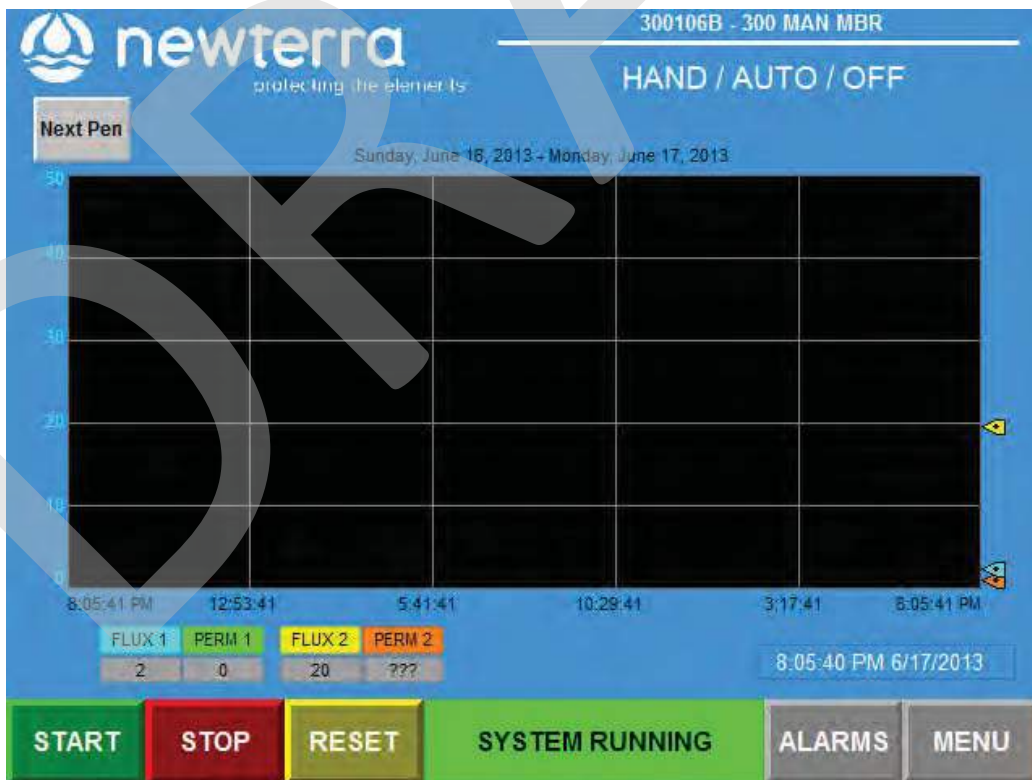 newterra
protecting the elements
300106B - 300 MAN MBR
HAND / AUTO / OFF
Next Pen
Sunday, June 16, 2013 - Monday, June 17, 2013
50
40
30
20
10
0
8:05:41 PM 12:53:41 5:41:41 10:29:41 3:17:41 8:05:41 PM
FLUX 1 PERM 1 FLUX 2 PERM 2
2 0 20 ???
8:05:40 PM 6/17/2013
START STOP RESET SYSTEM RUNNING ALARMS MENU